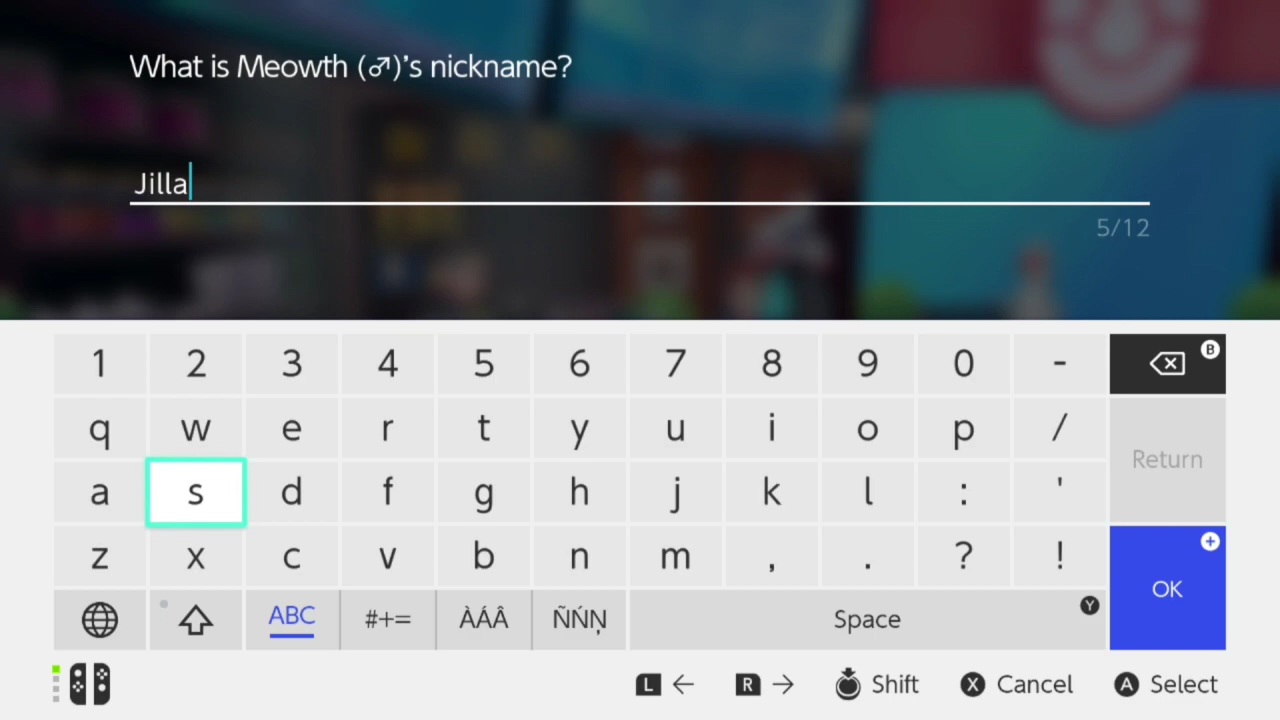 What is Meowth (♂)'s nickname?
Jilla
5/12
1 2 3 4 5 6 7 8 9 0 - B
q w e r t y u i o p / Return
a s d f g h j k l : '
z x c v b n m , . ? ! + OK
ABC #+= ÀÁÂ ÑŃŅ Space Y
L ← R → Shift X Cancel A Select